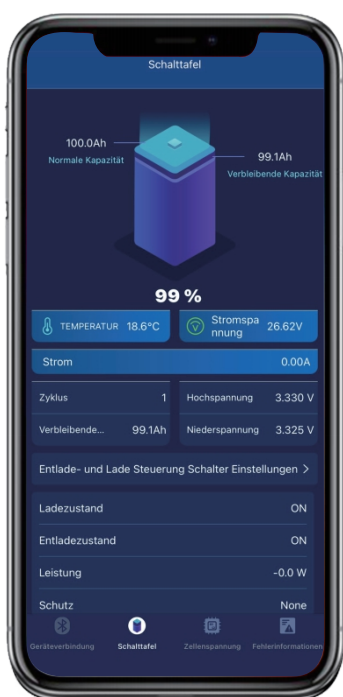 Schalttafel
100.0Ah
Normale Kapazität
99.1Ah
Verbleibende Kapazität
99 %
TEMPERATUR 18.6°C
Stromspa
nnung 26.62V
Strom 0.00A
Zyklus 1
Hochspannung 3.330 V
Verbleibende... 99.1Ah
Niederspannung 3.325 V
Entlade- und Lade Steuerung Schalter Einstellungen >
Ladezustand ON
Entladezustand ON
Leistung -0.0 W
Schutz None
Geräteverbindung Schalttafel Zellenspannung Fehlerinformationen